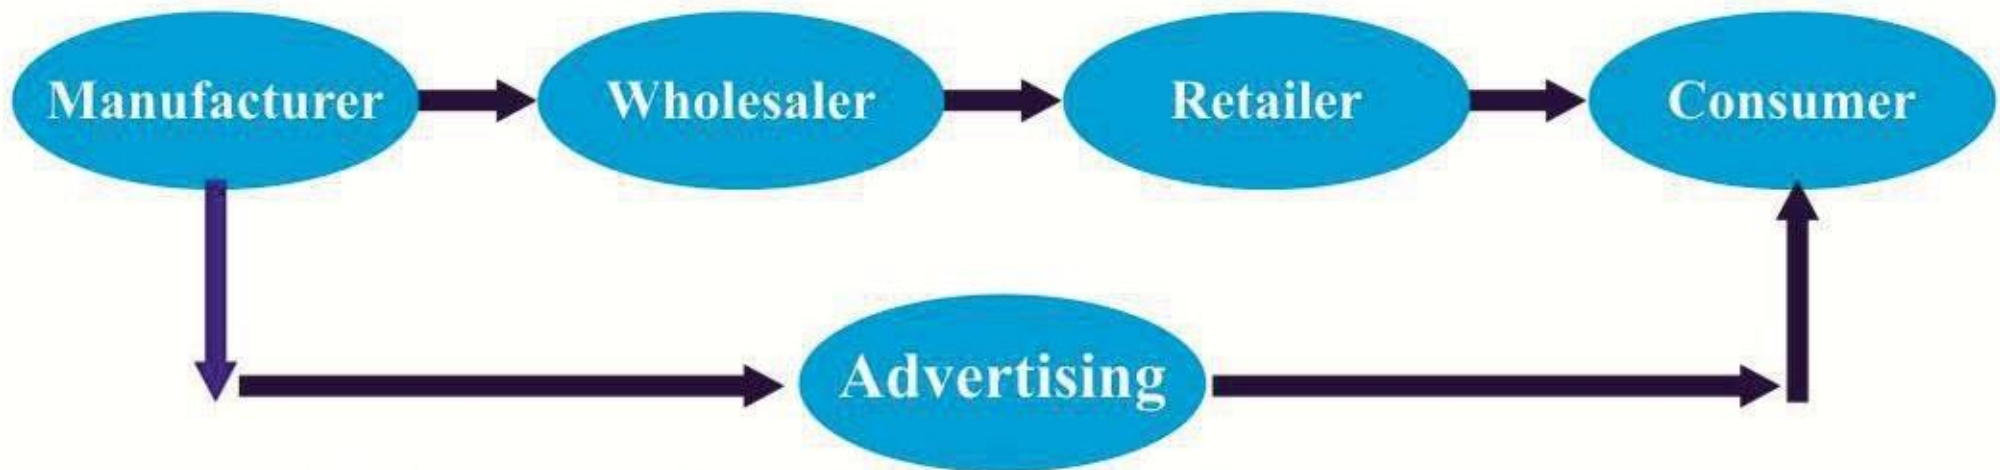 Manufacturer
Wholesaler
Retailer
Consumer
Advertising